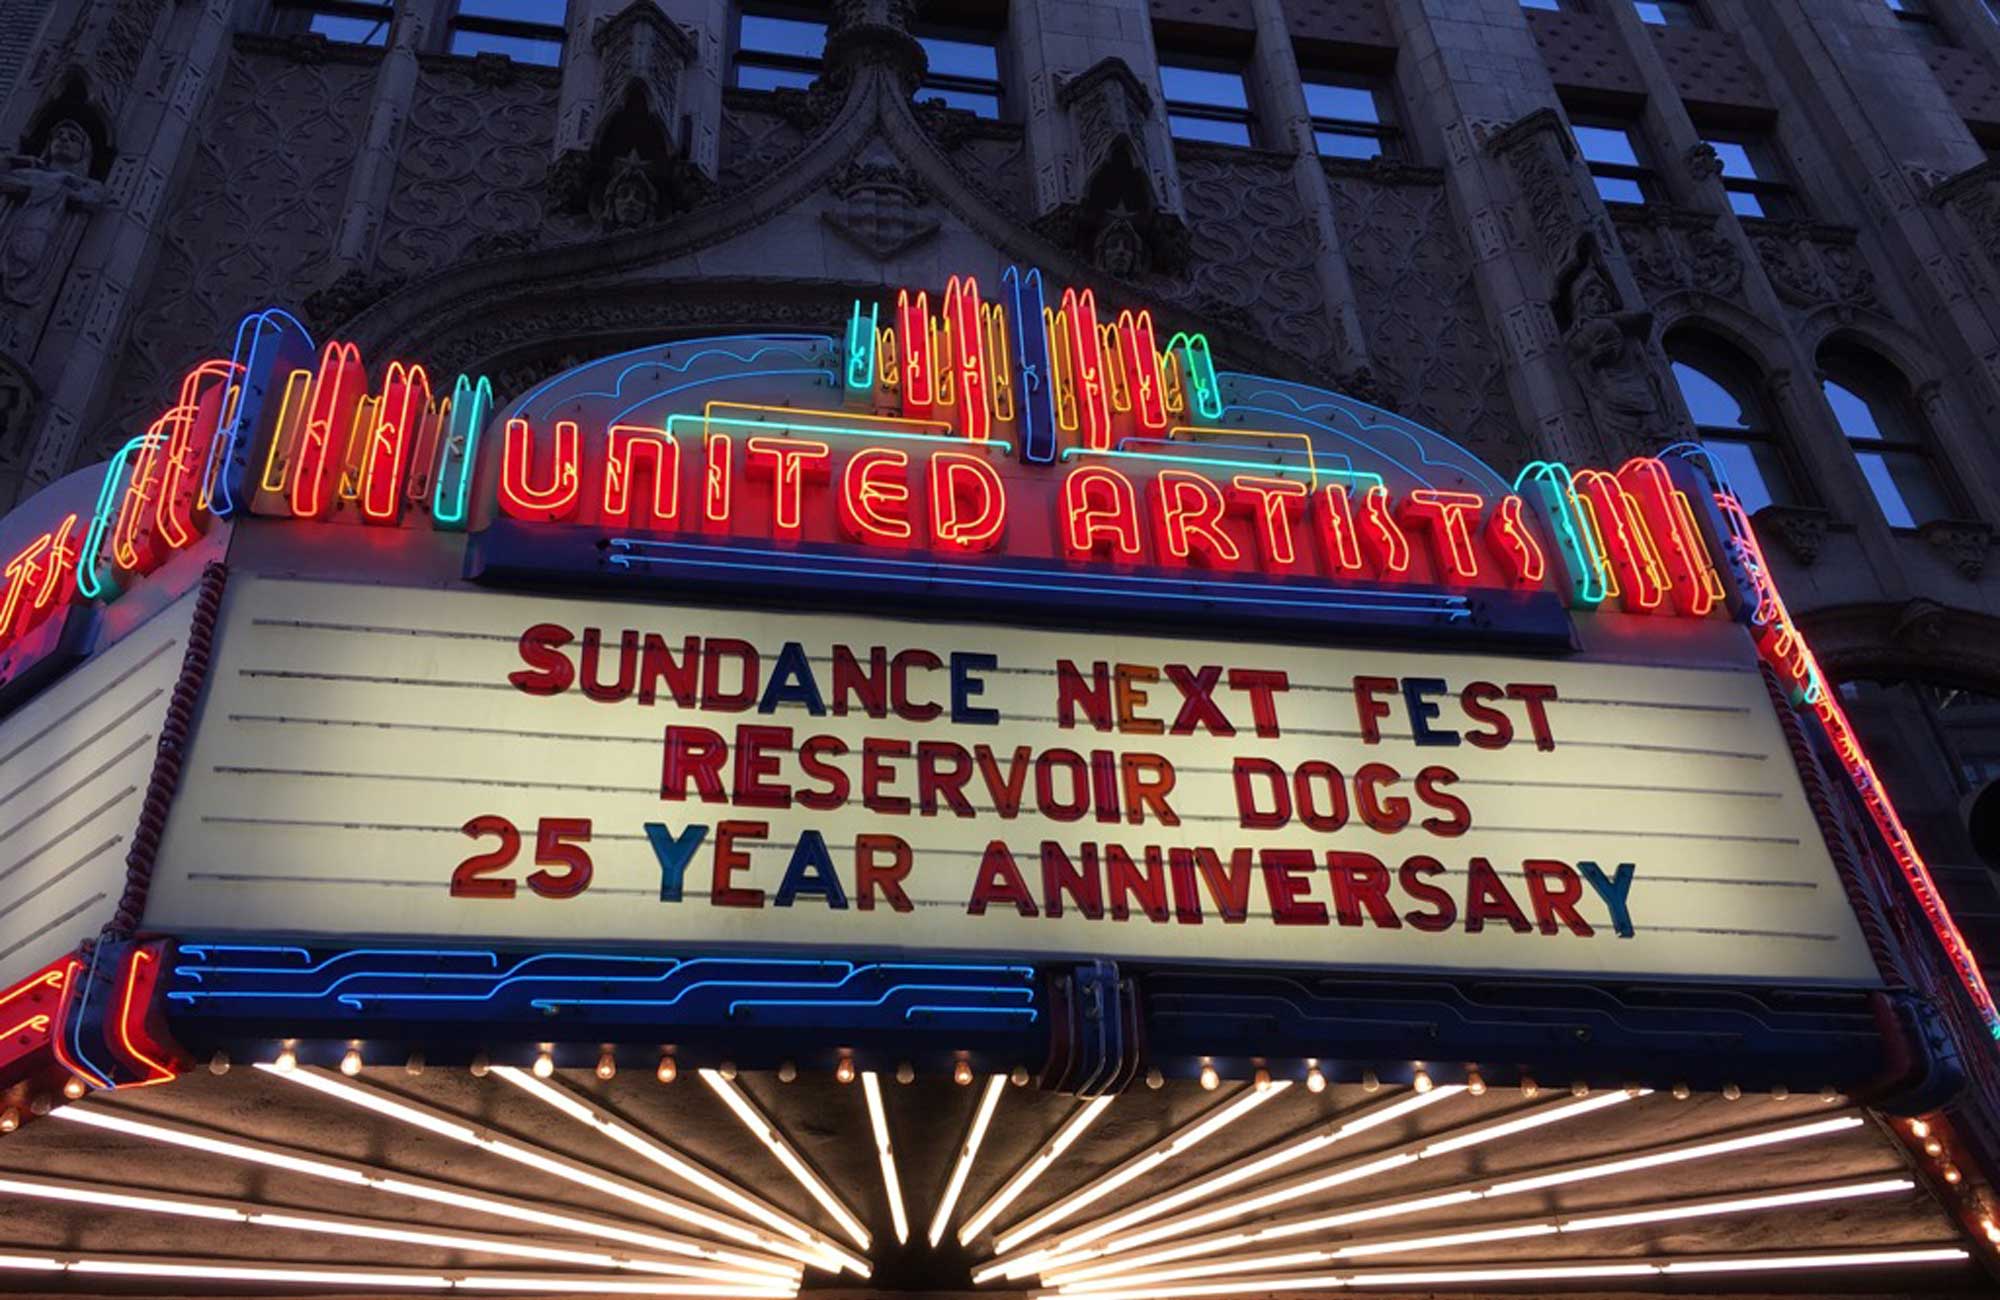 UNITED ARTISTS
SUNDANCE NEXT FEST
RESERVOIR DOGS
25 YEAR ANNIVERSARY